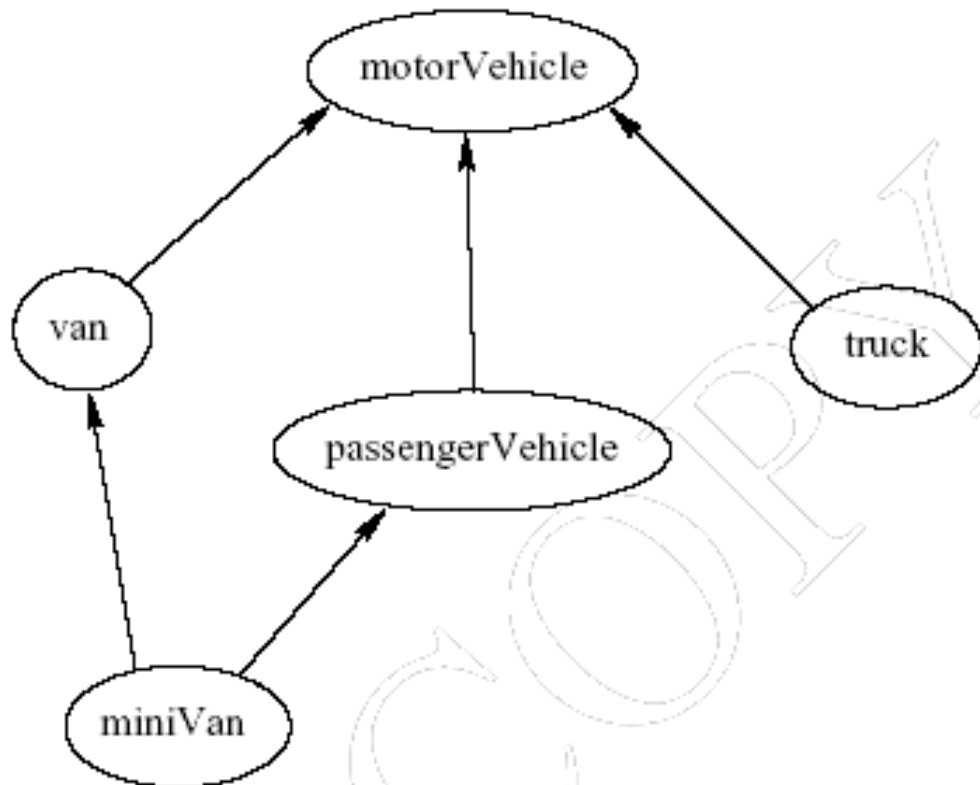 motorVehicle
van
truck
passengerVehicle
miniVan
COPY